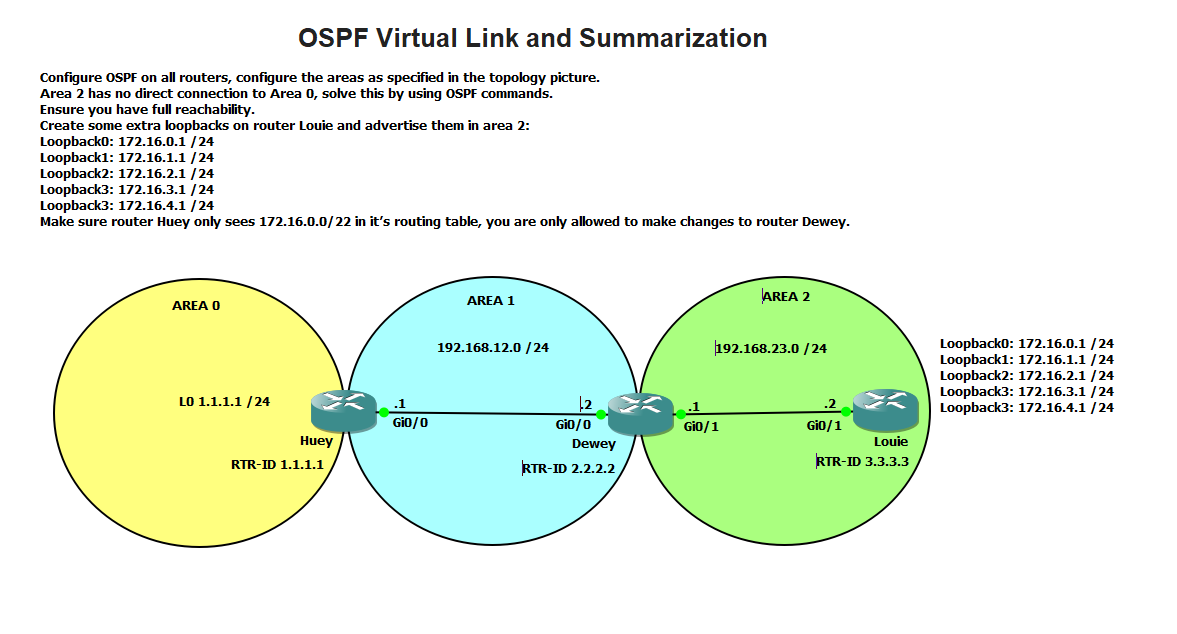 OSPF Virtual Link and Summarization
Configure OSPF on all routers, configure the areas as specified in the topology picture.
Area 2 has no direct connection to Area 0, solve this by using OSPF commands.
Ensure you have full reachability.
Create some extra loopbacks on router Louie and advertise them in area 2:
Loopback0: 172.16.0.1 /24
Loopback1: 172.16.1.1 /24
Loopback2: 172.16.2.1 /24
Loopback3: 172.16.3.1 /24
Loopback3: 172.16.4.1 /24
Make sure router Huey only sees 172.16.0.0/22 in it's routing table, you are only allowed to make changes to router Dewey.
AREA 0
L0 1.1.1.1 /24
Huey
RTR-ID 1.1.1.1
AREA 1
192.168.12.0 /24
.1
Gi0/0
.2
Gi0/0
Dewey
RTR-ID 2.2.2.2
AREA 2
192.168.23.0 /24
.1
Gi0/1
.2
Gi0/1
Louie
RTR-ID 3.3.3.3
Loopback0: 172.16.0.1 /24
Loopback1: 172.16.1.1 /24
Loopback2: 172.16.2.1 /24
Loopback3: 172.16.3.1 /24
Loopback3: 172.16.4.1 /24